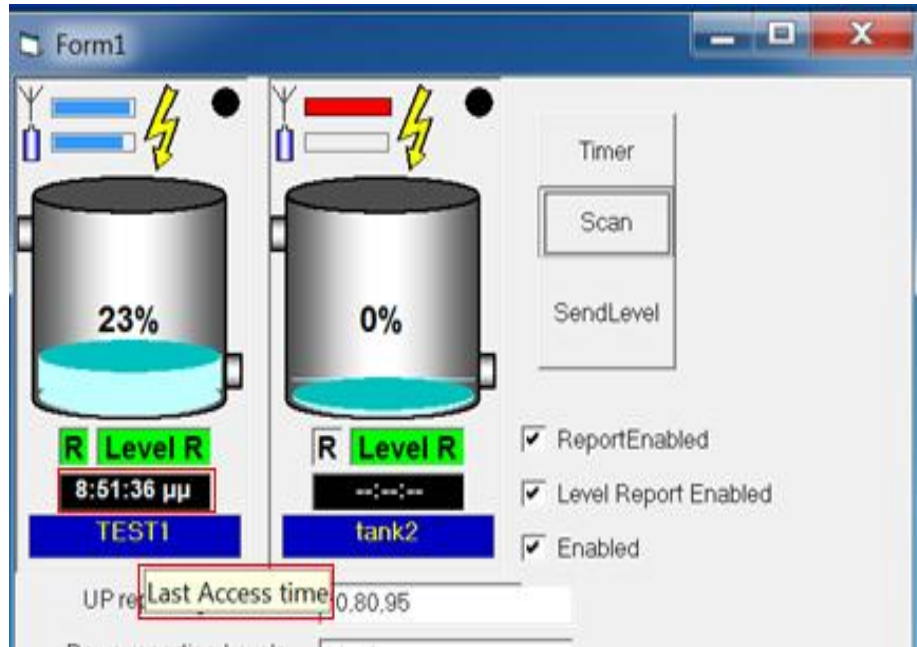 Form1
23%
0%
Timer
Scan
SendLevel
R Level R
R Level R
8:51:36 μμ
--:--:--
TEST1
tank2
ReportEnabled
Level Report Enabled
Enabled
UP re
Last Access time
0,80,95